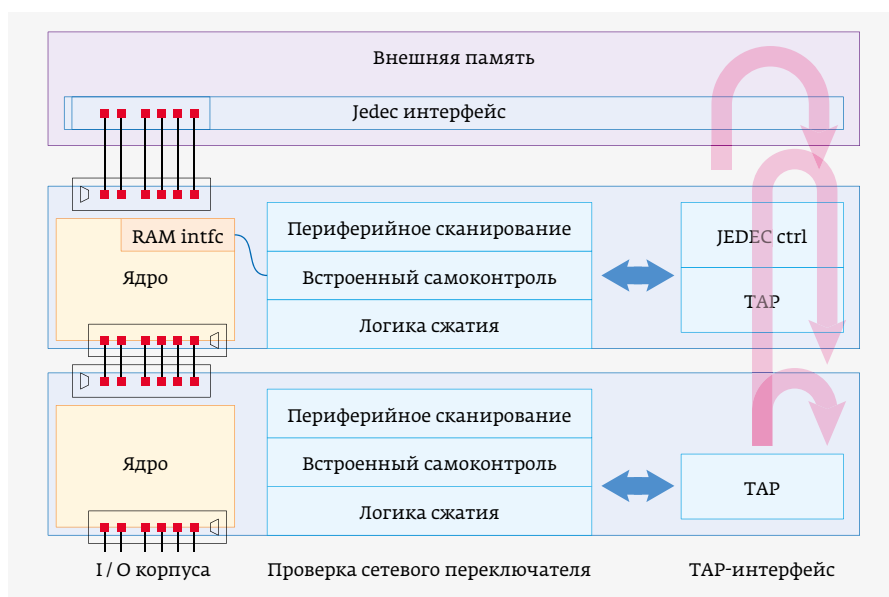 Внешняя память
Jedec интерфейс
RAM intfc
Ядро
Периферийное сканирование
Встроенный самоконтроль
Логика сжатия
JEDEC ctrl
TAP
Ядро
Периферийное сканирование
Встроенный самоконтроль
Логика сжатия
TAP
I / O корпуса
Проверка сетевого переключателя
TAP-интерфейс